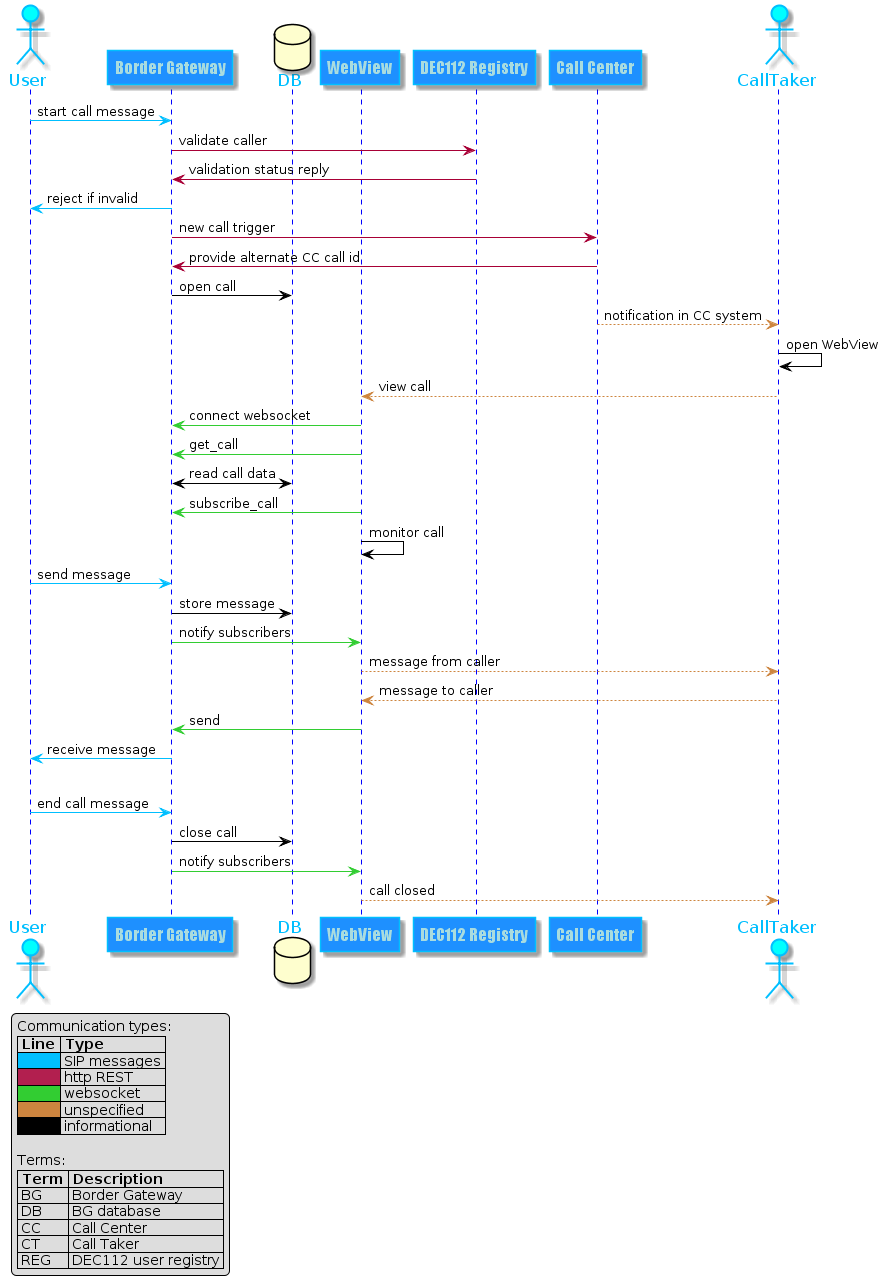 User
Border Gateway
DB
WebView
DEC112 Registry
Call Center
CallTaker
start call message
validate caller
validation status reply
reject if invalid
new call trigger
provide alternate CC call id
open call
notification in CC system
open WebView
view call
connect websocket
get_call
read call data
subscribe_call
monitor call
send message
store message
notify subscribers
message from caller
message to caller
send
receive message
end call message
close call
notify subscribers
call closed
User
Border Gateway
DB
WebView
DEC112 Registry
Call Center
CallTaker
Communication types:
Line Type
SIP messages
http REST
websocket
unspecified
informational
Terms:
Term Description
BG Border Gateway
DB BG database
CC Call Center
CT Call Taker
REG DEC112 user registry